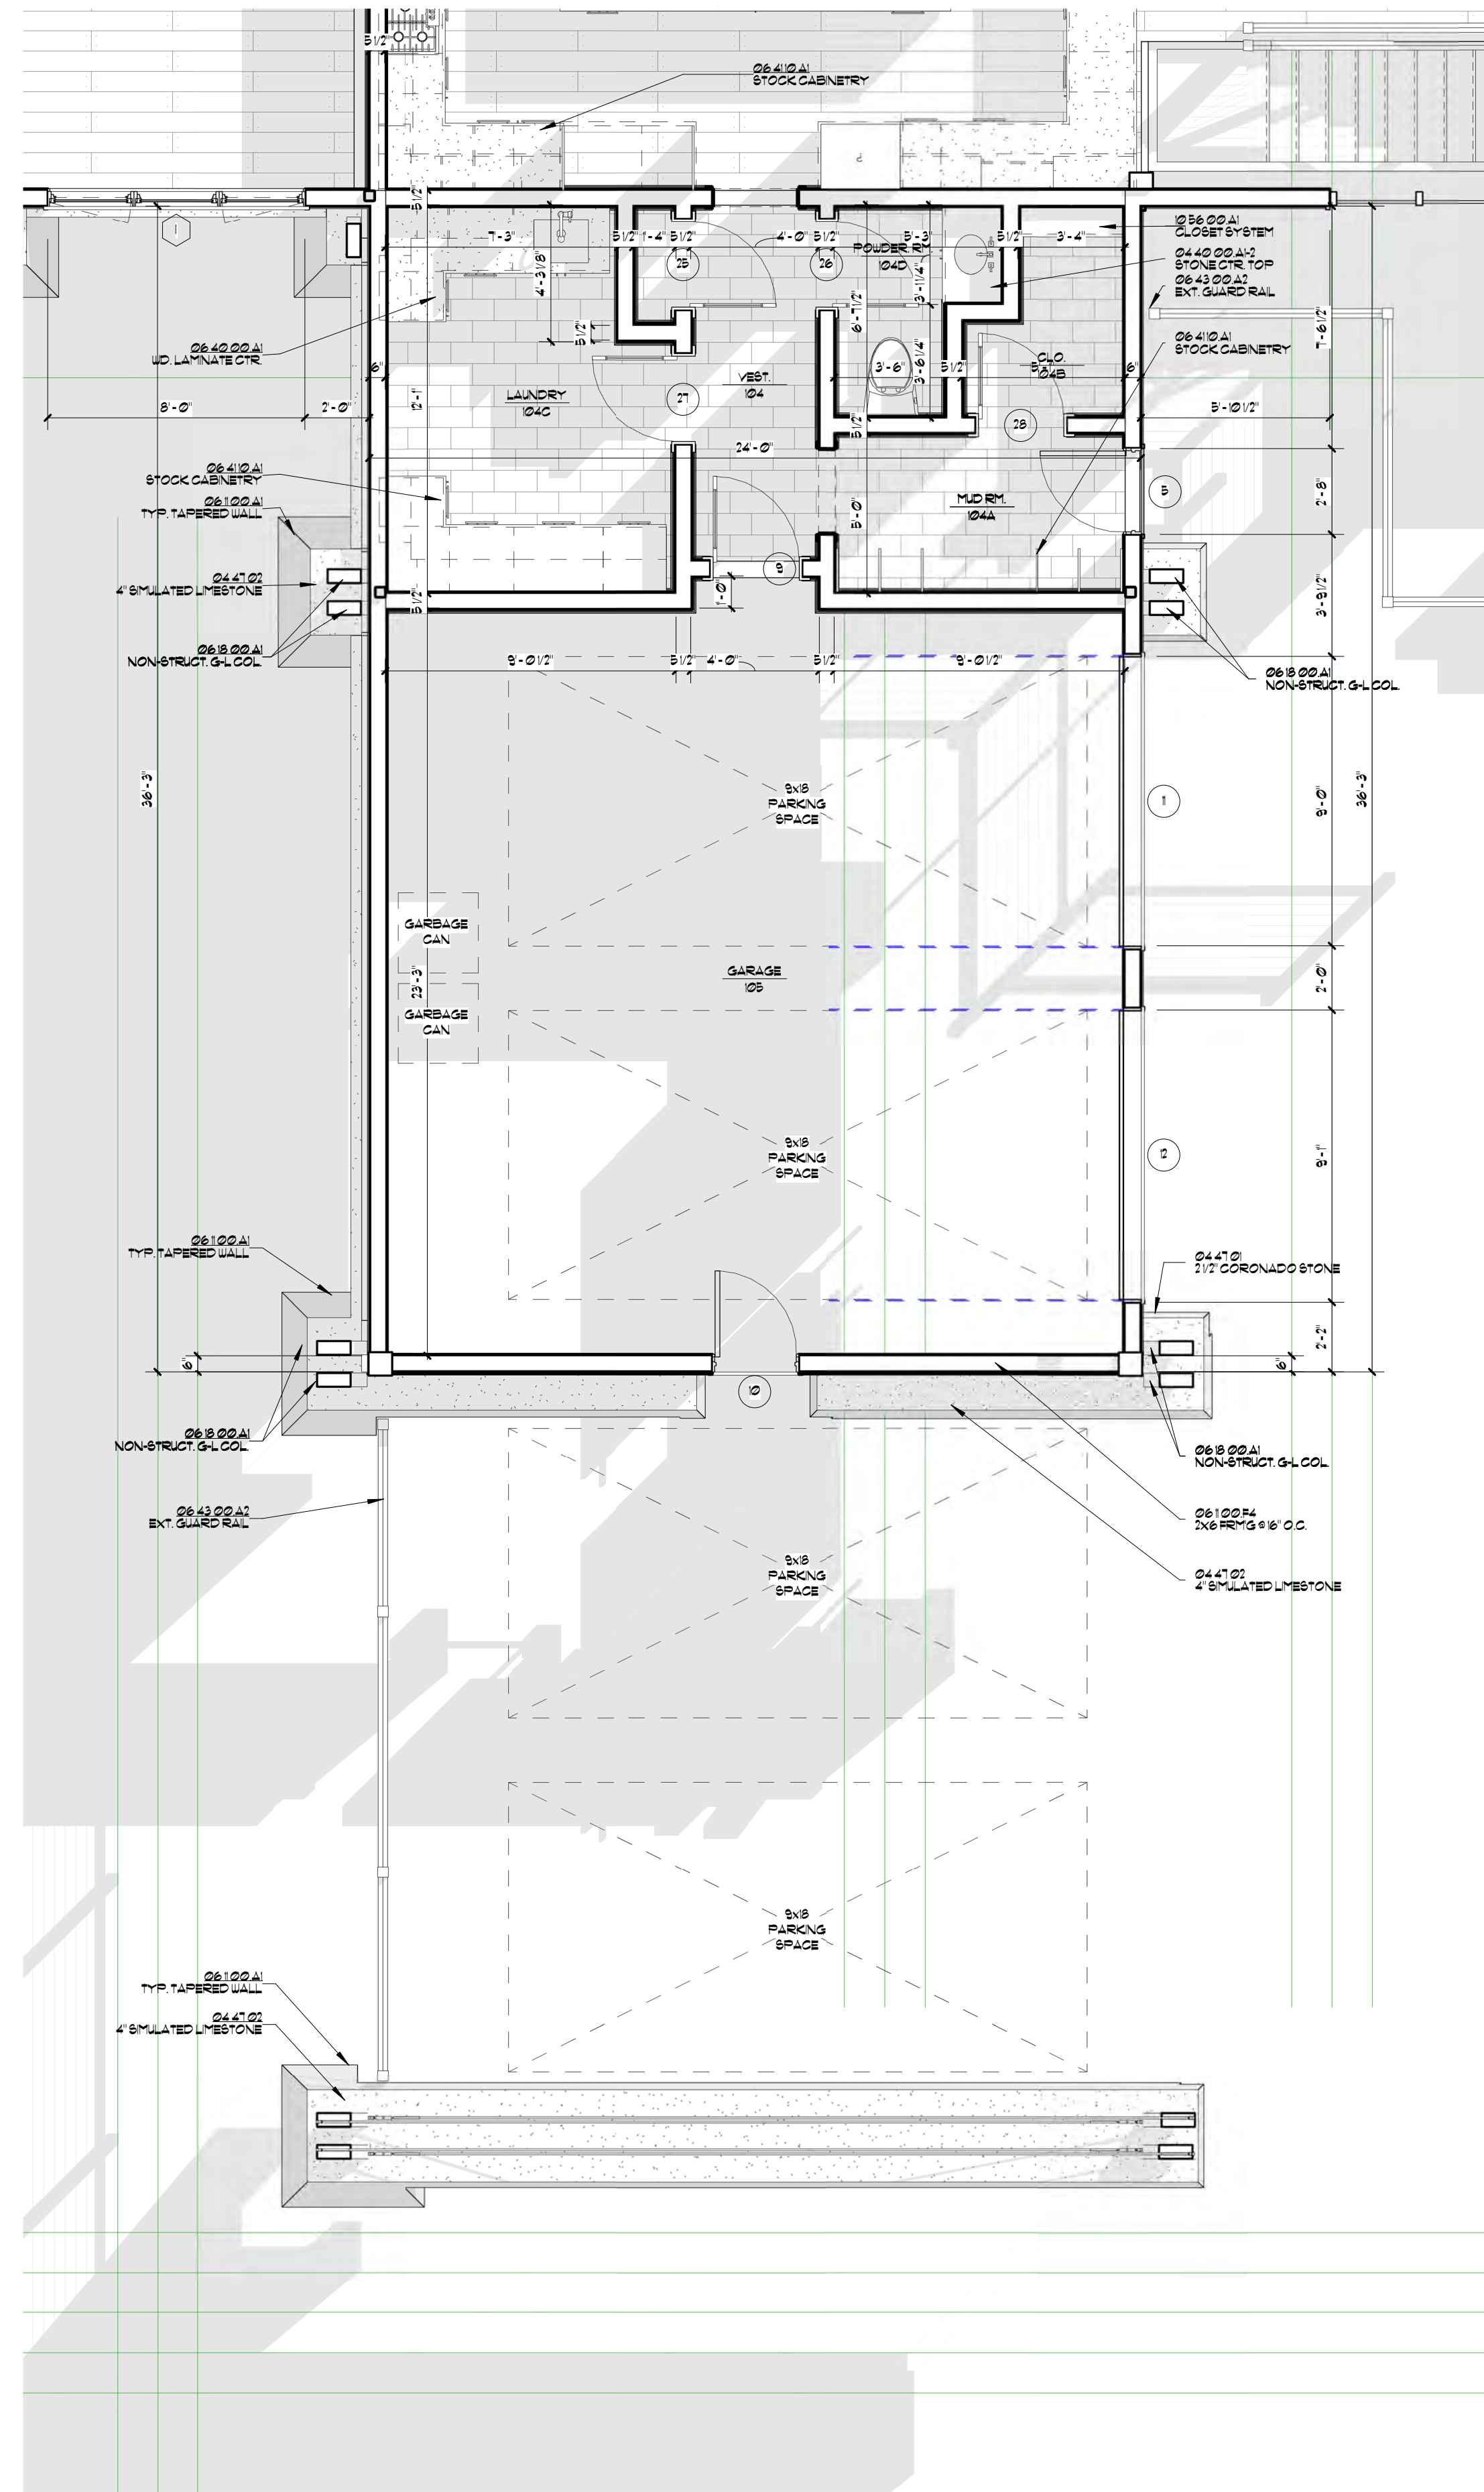 5 1/2"
06 41 10.A1
STOCK CABINETRY
5 1/2"
7'-3"
5 1/2"
1'-4"
5 1/2"
4'-0"
5 1/2"
5'-3"
5 1/2"
3'-4"
POWDER. RM.
104D
25
26
10 56 00.A1
CLOSET SYSTEM
04 40 00.A1-2
STONE CTR. TOP
06 43 00.A2
EXT. GUARD RAIL
4'-3 1/8"
3'-11 1/4"
6'-7 1/2"
5 1/2"
7'-6 1/2"
06 41 10.A1
STOCK CABINETRY
06 40 00.A1
WD. LAMINATE CTR.
6"
3'-6"
5 1/2"
3'-6 1/4"
CLO.
104B
6"
VEST.
104
LAUNDRY
104C
27
12'-1"
8'-0"
2'-0"
5'-10 1/2"
28
5 1/2"
24'-0"
06 41 10.A1
STOCK CABINETRY
06 11 00.A1
TYP. TAPERED WALL
MUD RM.
104A
5
2'-8"
5'-0"
04 47 02
4" SIMULATED LIMESTONE
9
5 1/2"
1'-0"
3'-9 1/2"
06 18 00.A1
NON-STRUCT. G-L COL.
9'-0 1/2"
5 1/2"
4'-0"
5 1/2"
9'-0 1/2"
06 18 00.A1
NON-STRUCT. G-L COL.
36'-3"
9x18
PARKING
SPACE
11
9'-0"
36'-3"
GARBAGE
CAN
23'-3"
GARAGE
105
2'-0"
GARBAGE
CAN
9x18
PARKING
SPACE
12
9'-1"
06 11 00.A1
TYP. TAPERED WALL
04 47 01
2 1/2" CORONADO STONE
2'-2"
6"
6"
10
06 18 00.A1
NON-STRUCT. G-L COL.
06 18 00.A1
NON-STRUCT. G-L COL.
06 43 00.A2
EXT. GUARD RAIL
06 11 00.F4
2X6 FRM'G @ 16" O.C.
9x18
PARKING
SPACE
04 47 02
4" SIMULATED LIMESTONE
9x18
PARKING
SPACE
06 11 00.A1
TYP. TAPERED WALL
04 47 02
4" SIMULATED LIMESTONE